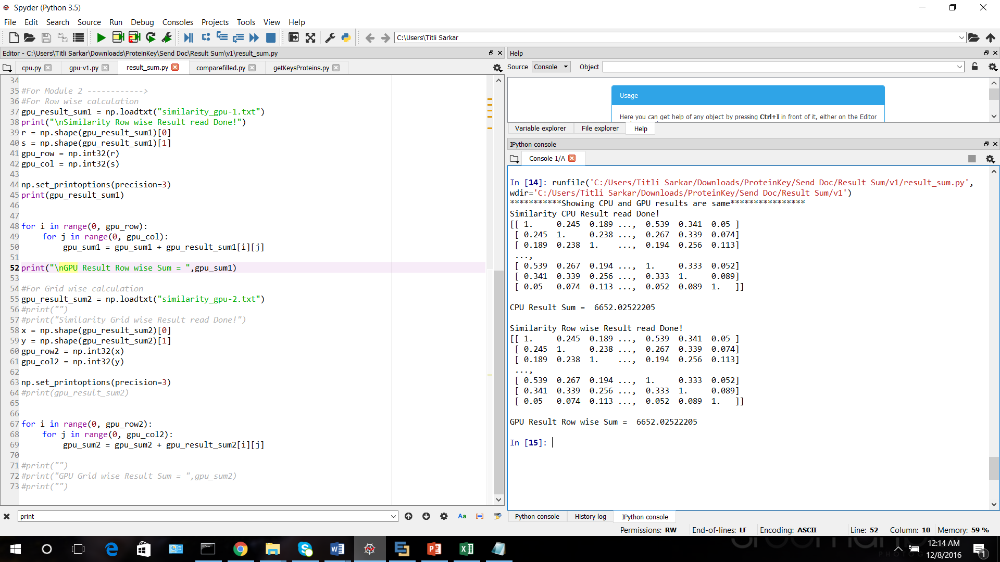 Spyder (Python 3.5)
File Edit Search Source Run Debug Consoles Projects Tools View Help
C:\Users\Titli Sarkar
Editor - C:\Users\Titli Sarkar\Downloads\ProteinKey\Send Doc\Result Sum\v1\result_sum.py
cpu.py gpu-v1.py result_sum.py comparefilled.py getKeysProteins.py
34
35 #For Module 2 ------------>
36 #For Row wise calculation
37 gpu_result_sum1 = np.loadtxt("similarity_gpu-1.txt")
38 print("\nSimilarity Row wise Result read Done!")
39 r = np.shape(gpu_result_sum1)[0]
40 s = np.shape(gpu_result_sum1)[1]
41 gpu_row = np.int32(r)
42 gpu_col = np.int32(s)
43
44 np.set_printoptions(precision=3)
45 print(gpu_result_sum1)
46
47
48 for i in range(0, gpu_row):
49     for j in range(0, gpu_col):
50         gpu_sum1 = gpu_sum1 + gpu_result_sum1[i][j]
51
52 print("\nGPU Result Row wise Sum = ",gpu_sum1)
53
54 #For Grid wise calculation
55 gpu_result_sum2 = np.loadtxt("similarity_gpu-2.txt")
56 #print("")
57 #print("Similarity Grid wise Result read Done!")
58 x = np.shape(gpu_result_sum2)[0]
59 y = np.shape(gpu_result_sum2)[1]
60 gpu_row2 = np.int32(x)
61 gpu_col2 = np.int32(y)
62
63 np.set_printoptions(precision=3)
64 #print(gpu_result_sum2)
65
66
67 for i in range(0, gpu_row2):
68     for j in range(0, gpu_col2):
69         gpu_sum2 = gpu_sum2 + gpu_result_sum2[i][j]
70
71 #print("")
72 #print("GPU Grid wise Result Sum = ",gpu_sum2)
73 #print("")
print
Aa
Help
Source Console Object
Usage
Here you can get help of any object by pressing Ctrl+I in front of it, either on the Editor
Variable explorer File explorer Help
IPython console
Console 1/A
In [14]: runfile('C:/Users/Titli Sarkar/Downloads/ProteinKey/Send Doc/Result Sum/v1/result_sum.py',
wdir='C:/Users/Titli Sarkar/Downloads/ProteinKey/Send Doc/Result Sum/v1')
***********Showing CPU and GPU results are same****************
Similarity CPU Result read Done!
[[ 1.     0.245  0.189 ...,  0.539  0.341  0.05 ]
 [ 0.245  1.     0.238 ...,  0.267  0.339  0.074]
 [ 0.189  0.238  1.    ...,  0.194  0.256  0.113]
 ...,
 [ 0.539  0.267  0.194 ...,  1.     0.333  0.052]
 [ 0.341  0.339  0.256 ...,  0.333  1.     0.089]
 [ 0.05   0.074  0.113 ...,  0.052  0.089  1.   ]]
CPU Result Sum =  6652.02522205
Similarity Row wise Result read Done!
[[ 1.     0.245  0.189 ...,  0.539  0.341  0.05 ]
 [ 0.245  1.     0.238 ...,  0.267  0.339  0.074]
 [ 0.189  0.238  1.    ...,  0.194  0.256  0.113]
 ...,
 [ 0.539  0.267  0.194 ...,  1.     0.333  0.052]
 [ 0.341  0.339  0.256 ...,  0.333  1.     0.089]
 [ 0.05   0.074  0.113 ...,  0.052  0.089  1.   ]]
GPU Result Row wise Sum =  6652.02522205
In [15]:
Python console History log IPython console
Permissions: RW End-of-lines: LF Encoding: ASCII Line: 52 Column: 10 Memory: 59 %
12:14 AM
12/8/2016
1